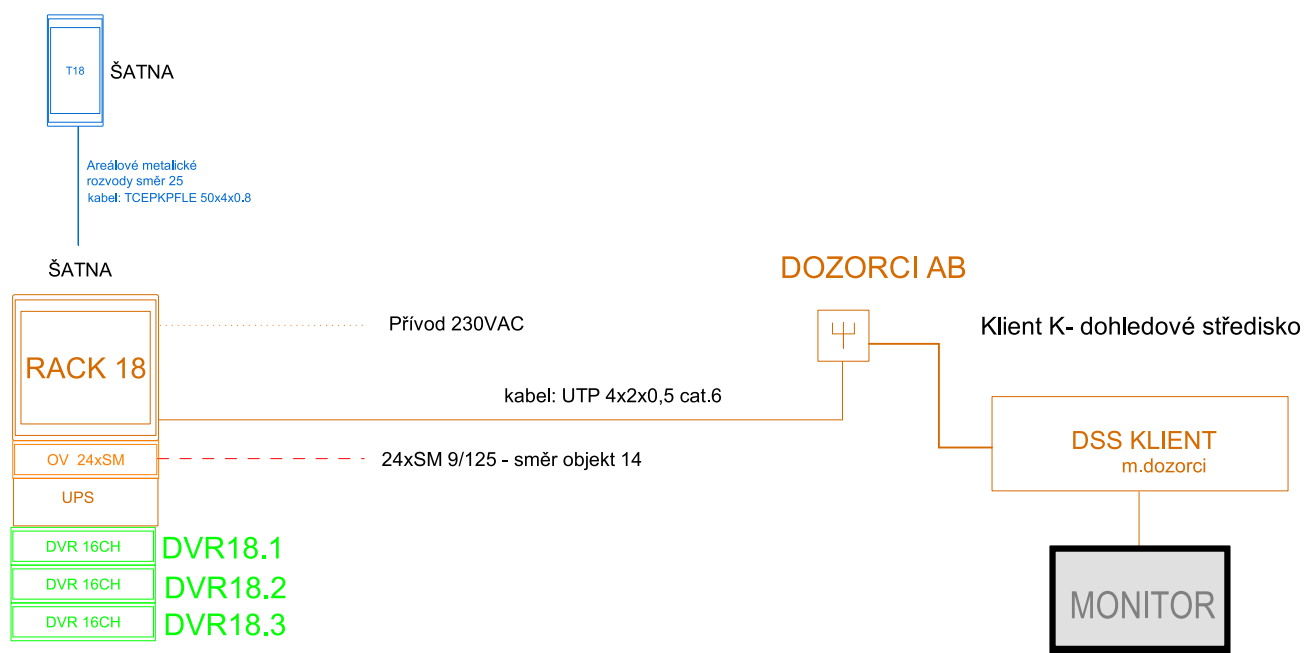 T18
ŠATNA
Areálové metalické
rozvody směr 25
kabel: TCEPKPFLE 50x4x0.8
ŠATNA
RACK 18
Přívod 230VAC
kabel: UTP 4x2x0,5 cat.6
DOZORCI AB
Klient K- dohledové středisko
OV 24xSM
24xSM 9/125 - směr objekt 14
DSS KLIENT
m.dozorci
UPS
DVR 16CH
DVR18.1
DVR 16CH
DVR18.2
DVR 16CH
DVR18.3
MONITOR